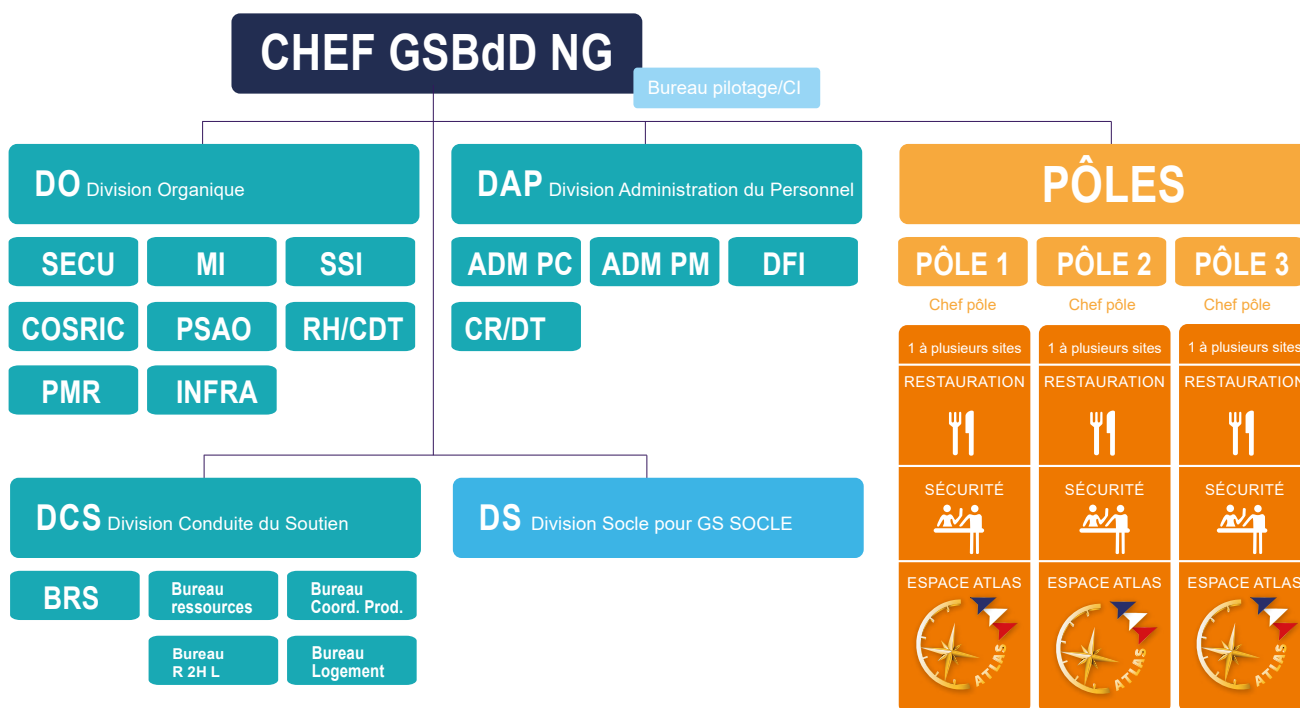 CHEF GSBdD NG
Bureau pilotage/CI
DO Division Organique
SECU
MI
SSI
COSRIC
PSAO
RH/CDT
PMR
INFRA
DAP Division Administration du Personnel
ADM PC
ADM PM
DFI
CR/DT
DCS Division Conduite du Soutien
BRS
Bureau
ressources
Bureau
Coord. Prod.
Bureau
R 2H L
Bureau
Logement
DS Division Socle pour GS SOCLE
PÔLES
PÔLE 1
Chef pôle
1 à plusieurs sites
RESTAURATION
SÉCURITÉ
ESPACE ATLAS
ATLAS
PÔLE 2
Chef pôle
1 à plusieurs sites
RESTAURATION
SÉCURITÉ
ESPACE ATLAS
ATLAS
PÔLE 3
Chef pôle
1 à plusieurs sites
RESTAURATION
SÉCURITÉ
ESPACE ATLAS
ATLAS